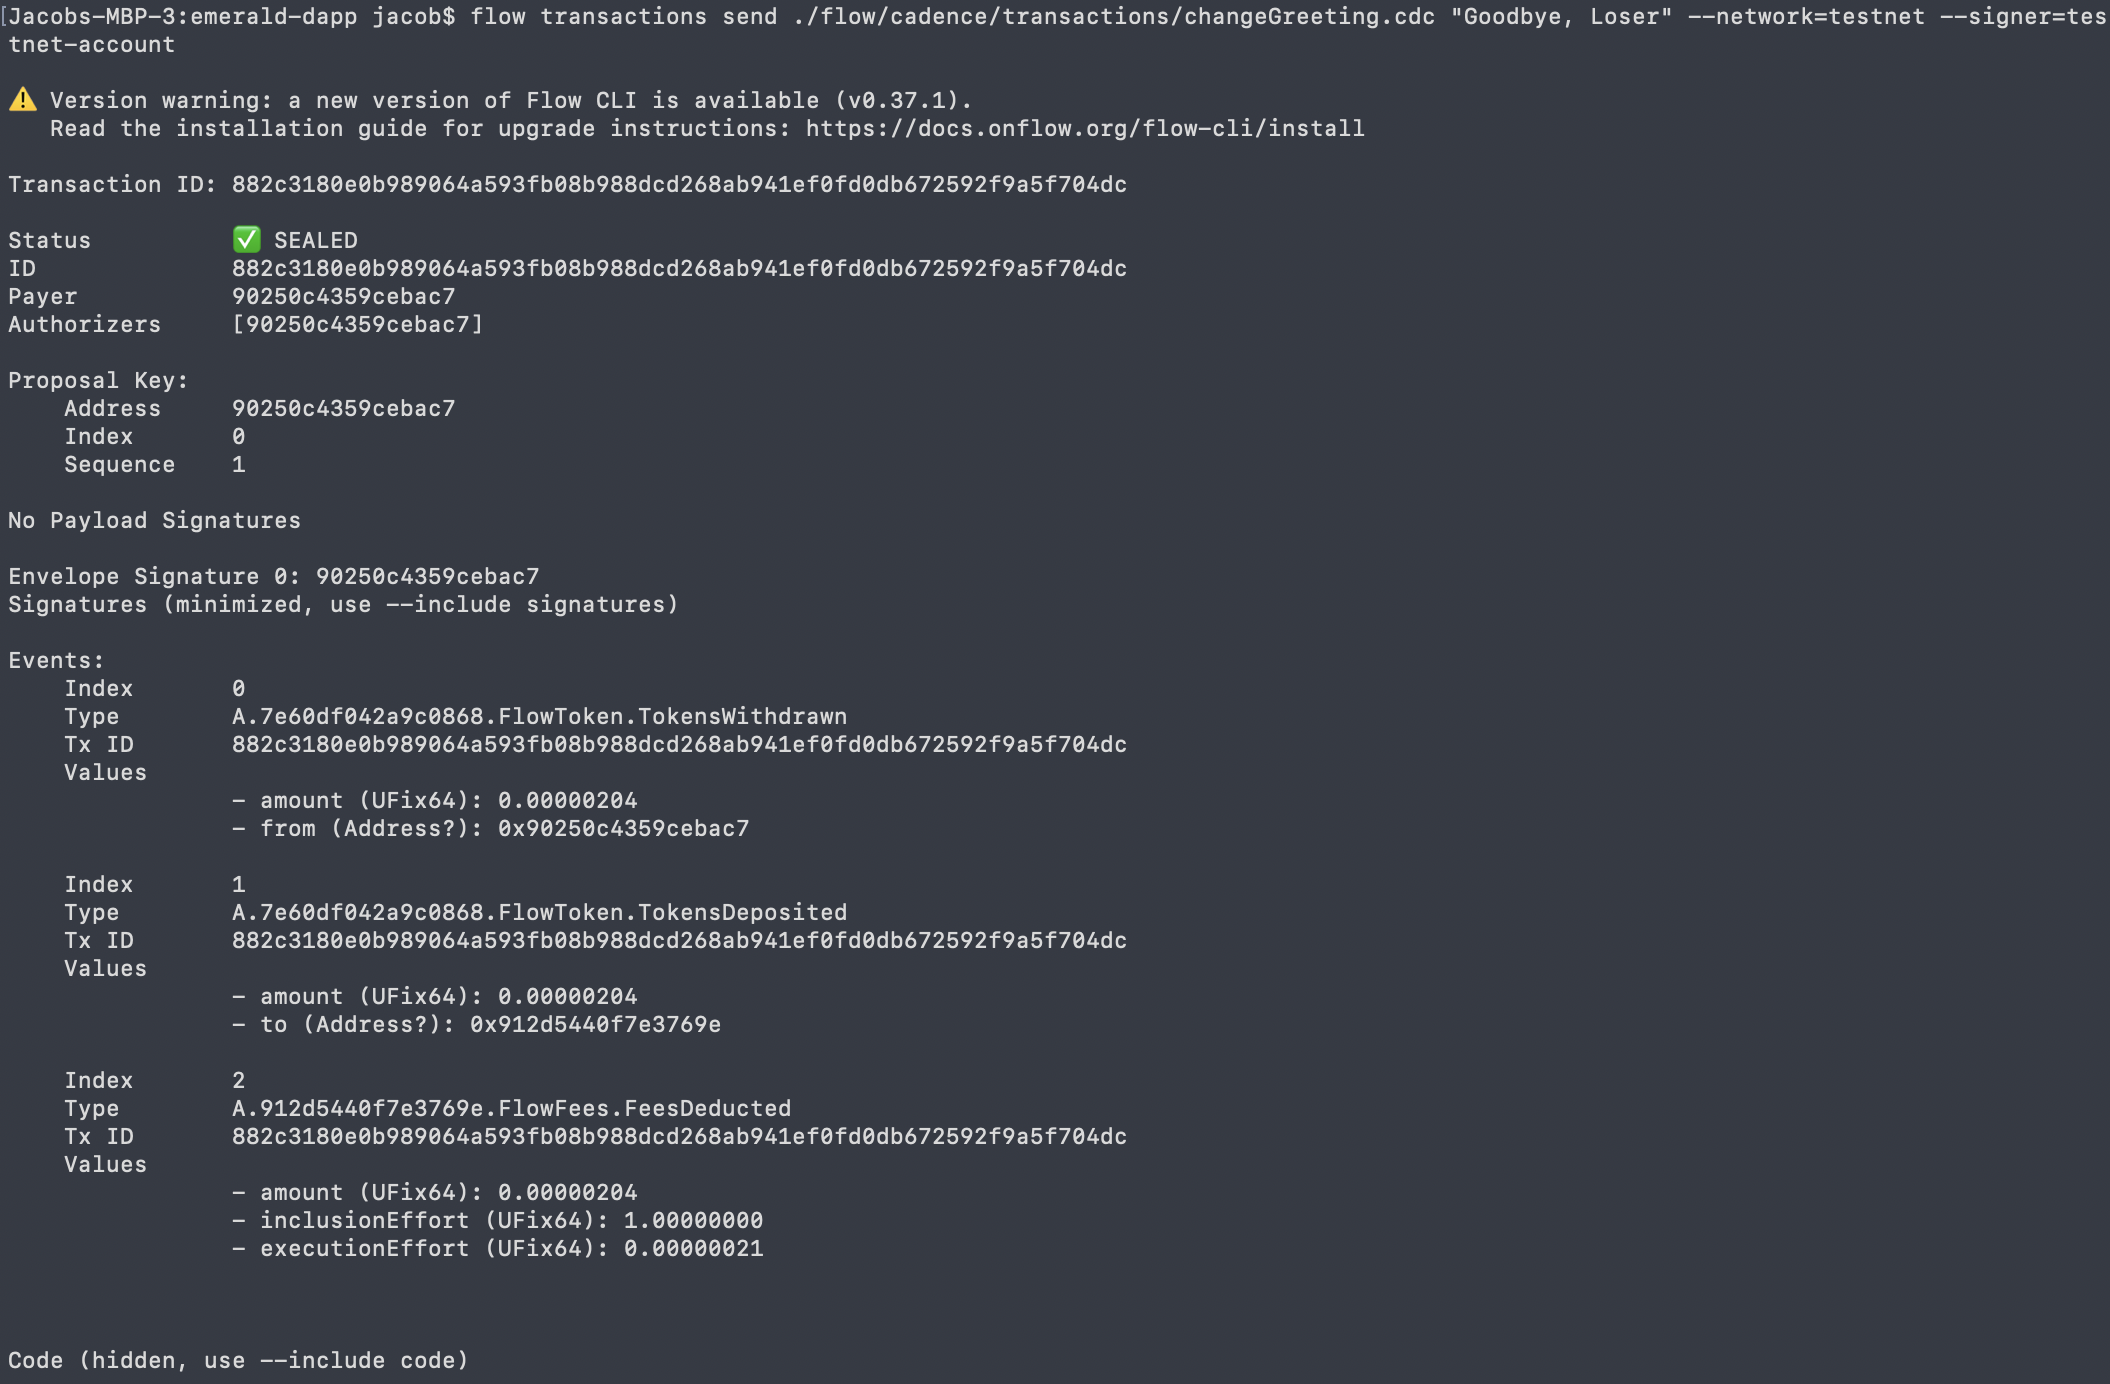 [Jacobs-MBP-3:emerald-dapp jacob$ flow transactions send ./flow/cadence/transactions/changeGreeting.cdc "Goodbye, Loser" --network=testnet --signer=tes
tnet-account
⚠️ Version warning: a new version of Flow CLI is available (v0.37.1).
Read the installation guide for upgrade instructions: https://docs.onflow.org/flow-cli/install
Transaction ID: 882c3180e0b989064a593fb08b988dcd268ab941ef0fd0db672592f9a5f704dc
Status ✅ SEALED
ID 882c3180e0b989064a593fb08b988dcd268ab941ef0fd0db672592f9a5f704dc
Payer 90250c4359cebac7
Authorizers [90250c4359cebac7]
Proposal Key:
Address 90250c4359cebac7
Index 0
Sequence 1
No Payload Signatures
Envelope Signature 0: 90250c4359cebac7
Signatures (minimized, use --include signatures)
Events:
Index 0
Type A.7e60df042a9c0868.FlowToken.TokensWithdrawn
Tx ID 882c3180e0b989064a593fb08b988dcd268ab941ef0fd0db672592f9a5f704dc
Values
- amount (UFix64): 0.00000204
- from (Address?): 0x90250c4359cebac7
Index 1
Type A.7e60df042a9c0868.FlowToken.TokensDeposited
Tx ID 882c3180e0b989064a593fb08b988dcd268ab941ef0fd0db672592f9a5f704dc
Values
- amount (UFix64): 0.00000204
- to (Address?): 0x912d5440f7e3769e
Index 2
Type A.912d5440f7e3769e.FlowFees.FeesDeducted
Tx ID 882c3180e0b989064a593fb08b988dcd268ab941ef0fd0db672592f9a5f704dc
Values
- amount (UFix64): 0.00000204
- inclusionEffort (UFix64): 1.00000000
- executionEffort (UFix64): 0.00000021
Code (hidden, use --include code)